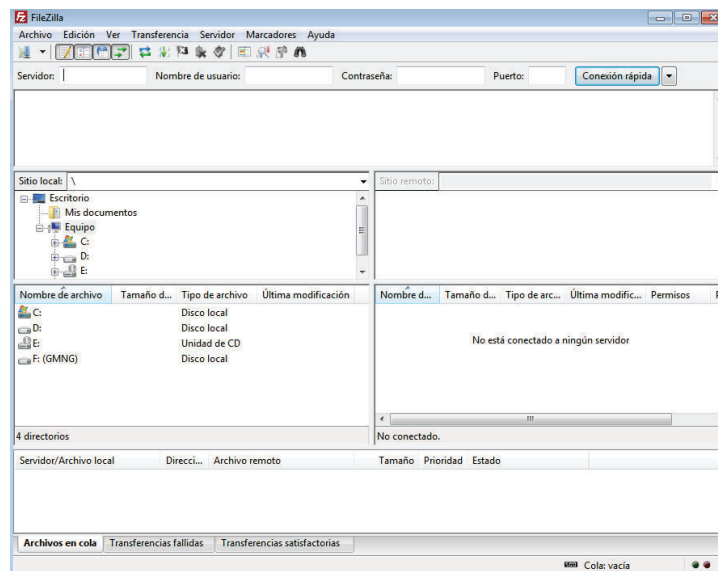 FileZilla
Archivo Edición Ver Transferencia Servidor Marcadores Ayuda
Servidor: Nombre de usuario: Contraseña: Puerto: Conexión rápida
Sitio local: \ Sitio remoto:
Escritorio
Mis documentos
Equipo
C:
D:
E:
Nombre de archivo Tamaño d... Tipo de archivo Última modificación
C: Disco local
D: Disco local
E: Unidad de CD
F: (GMNG) Disco local
4 directorios
Nombre d... Tamaño d... Tipo de arc... Última modific... Permisos
No está conectado a ningún servidor
No conectado.
Servidor/Archivo local Direcci... Archivo remoto Tamaño Prioridad Estado
Archivos en cola Transferencias fallidas Transferencias satisfactorias
Cola: vacía